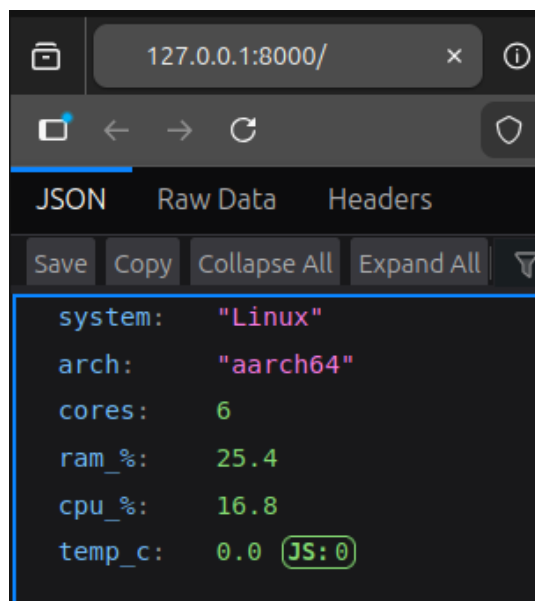 127.0.0.1:8000/
JSON Raw Data Headers
Save Copy Collapse All Expand All
system: "Linux"
arch: "aarch64"
cores: 6
ram_%: 25.4
cpu_%: 16.8
temp_c: 0.0 JS: 0